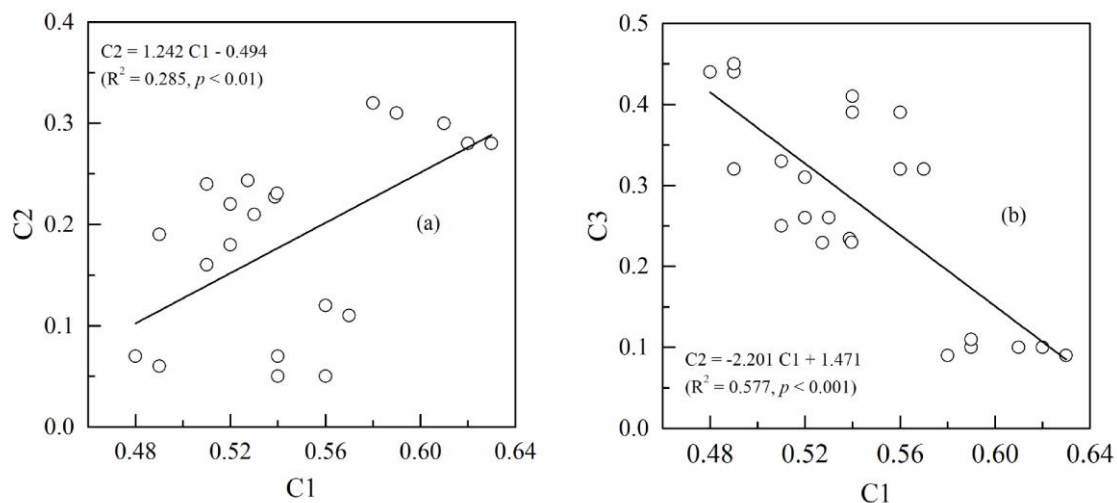 0.4
C2 = 1.242 C1 - 0.494
(R² = 0.285, p < 0.01)
0.3
C2
0.2
(a)
0.1
0.0
0.48 0.52 0.56 0.60 0.64
C1
0.5
0.4
0.3
C3
(b)
0.2
0.1
C2 = -2.201 C1 + 1.471
(R² = 0.577, p < 0.001)
0.0
0.48 0.52 0.56 0.60 0.64
C1